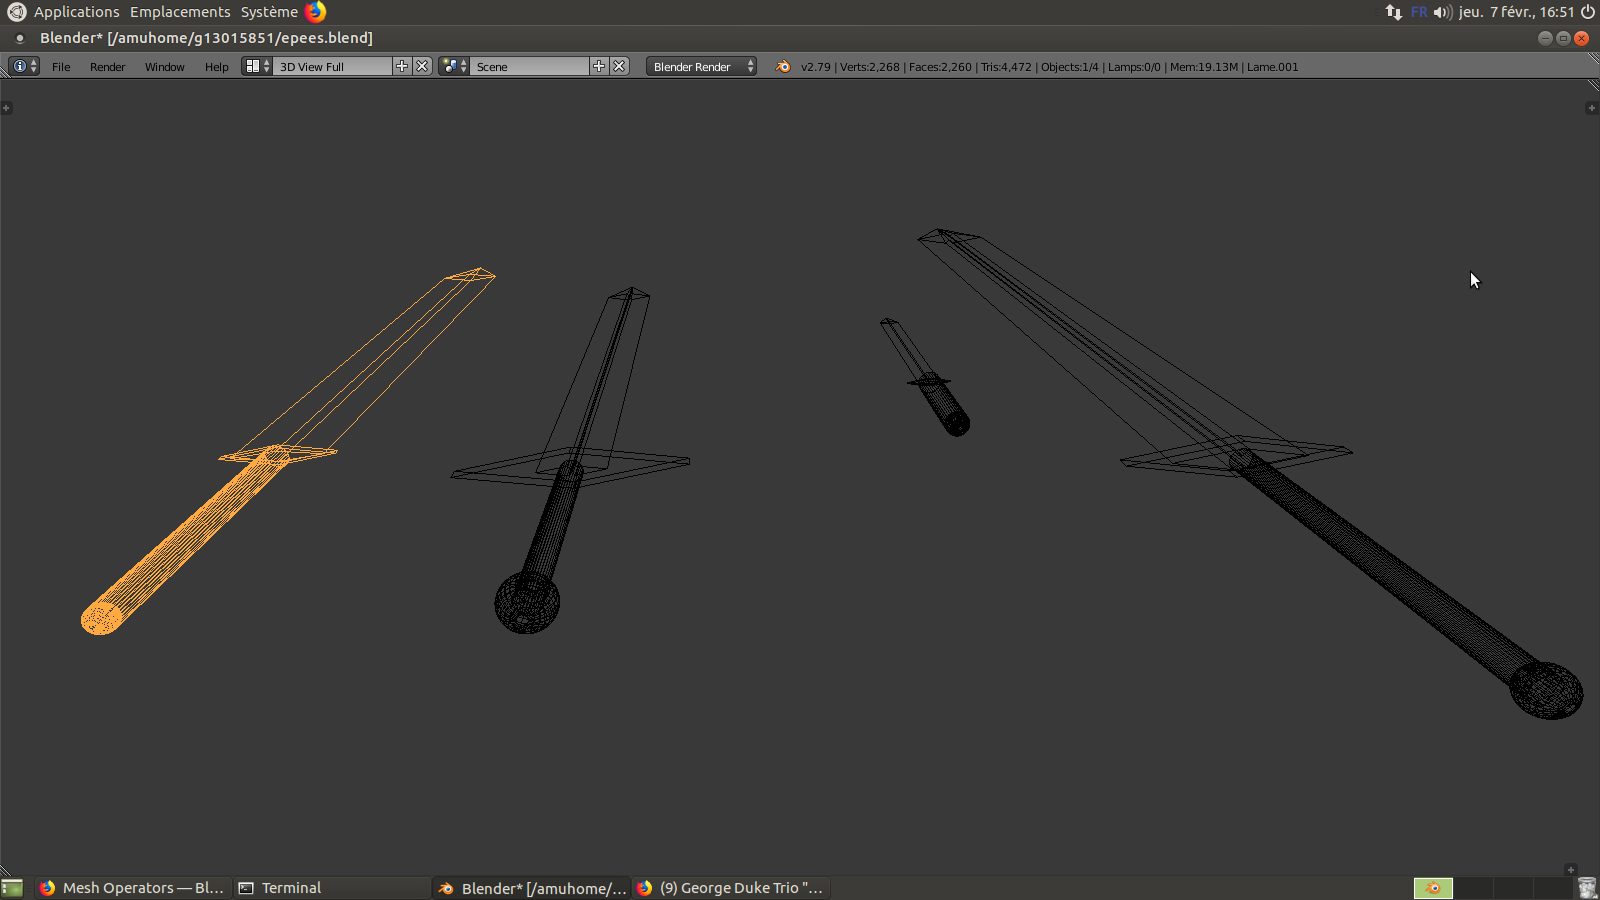 Applications Emplacements Système FR jeu. 7 févr., 16:51
Blender* [/amuhome/g13015851/epees.blend]
File Render Window Help 3D View Full Scene Blender Render v2.79 | Verts:2,268 | Faces:2,260 | Tris:4,472 | Objects:1/4 | Lamps:0/0 | Mem:19.13M | Lame.001
Mesh Operators — Bl... Terminal Blender* [/amuhome/... (9) George Duke Trio "...